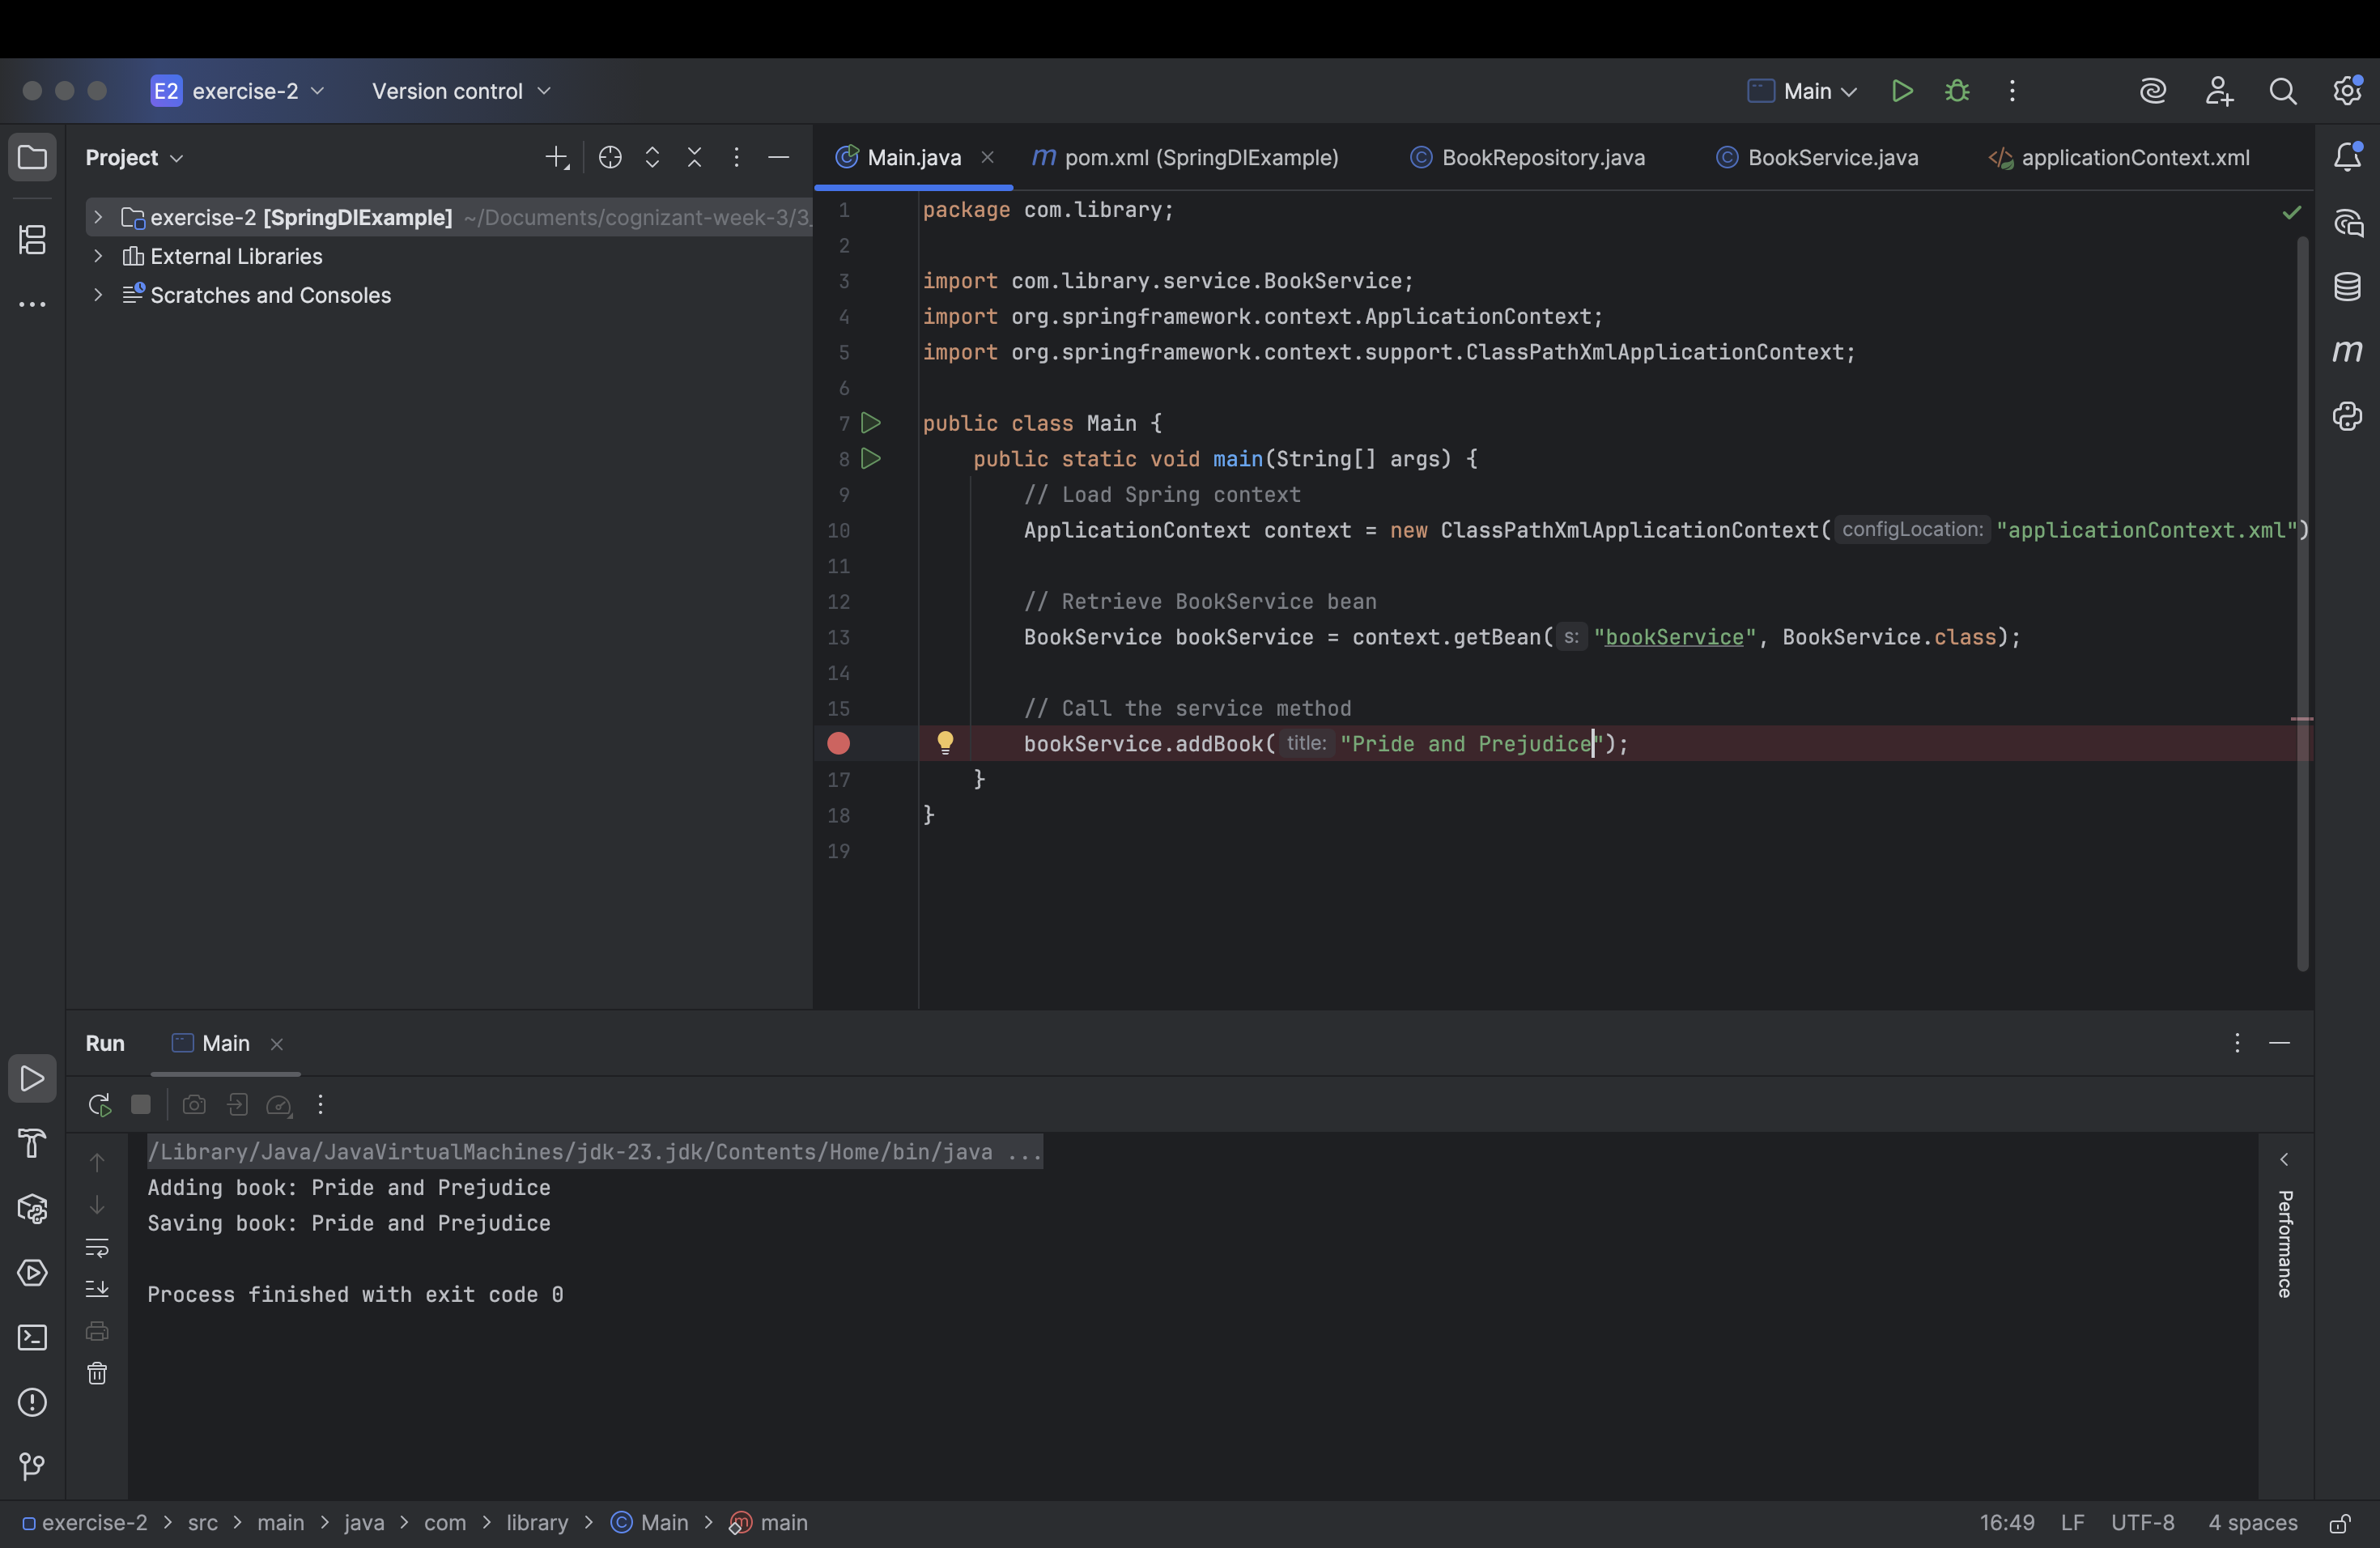 E2 exercise-2 Version control Main
Project
Main.java pom.xml (SpringDIExample) BookRepository.java BookService.java applicationContext.xml
exercise-2 [SpringDIExample] ~/Documents/cognizant-week-3/3_
External Libraries
Scratches and Consoles
1 package com.library;
2
3 import com.library.service.BookService;
4 import org.springframework.context.ApplicationContext;
5 import org.springframework.context.support.ClassPathXmlApplicationContext;
6
7 public class Main {
8 public static void main(String[] args) {
9 // Load Spring context
10 ApplicationContext context = new ClassPathXmlApplicationContext( configLocation: "applicationContext.xml")
11
12 // Retrieve BookService bean
13 BookService bookService = context.getBean( s: "bookService", BookService.class);
14
15 // Call the service method
bookService.addBook( title: "Pride and Prejudice");
17 }
18 }
19
Run Main
/Library/Java/JavaVirtualMachines/jdk-23.jdk/Contents/Home/bin/java ...
Adding book: Pride and Prejudice
Saving book: Pride and Prejudice
Process finished with exit code 0
Performance
exercise-2 > src > main > java > com > library > Main > main 16:49 LF UTF-8 4 spaces